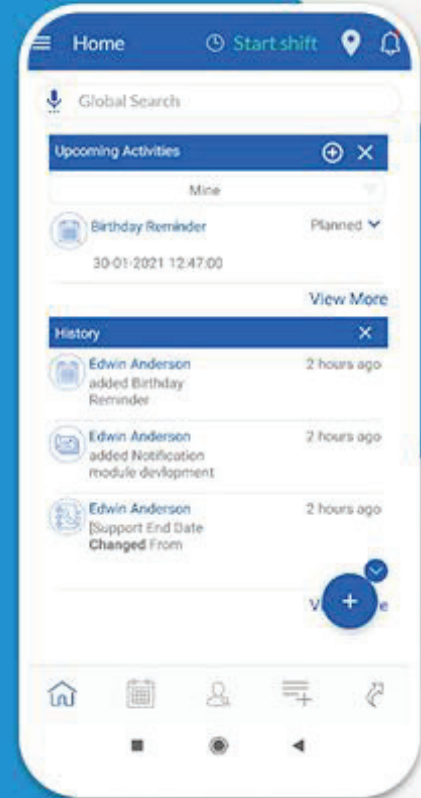 Home
Start shift
Global Search
Upcoming Activities
Mine
Birthday Reminder
Planned
30-01-2021 12:47:00
View More
History
Edwin Anderson
2 hours ago
added Birthday
Reminder
Edwin Anderson
2 hours ago
added Notification
module devlopment
Edwin Anderson
2 hours ago
[Support End Date
Changed From